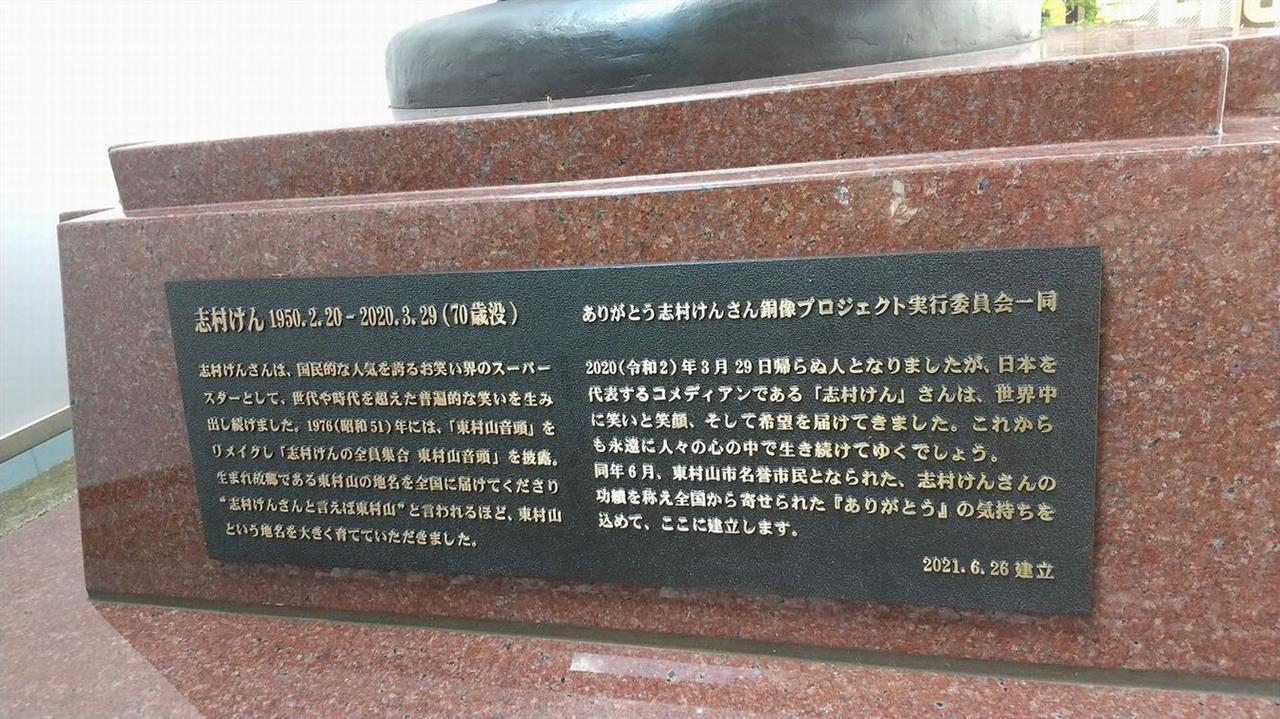 志村けん 1950.2.20 - 2020.3.29 (70歳没)
志村けんさんは、国民的な人気を誇るお笑い界のスーパー
スターとして、世代や時代を超えた普遍的な笑いを生み
出し続けました。1976(昭和51)年には、「東村山音頭」を
リメイクし「志村けんの全員集合 東村山音頭」を披露。
生まれ故郷である東村山の地名を全国に届けてくださり
“志村けんさんと言えば東村山”と言われるほど、東村山
という地名を大きく育てていただきました。
ありがとう志村けんさん銅像プロジェクト実行委員会一同
2020(令和2)年3月29日帰らぬ人となりましたが、日本を
代表するコメディアンである「志村けん」さんは、世界中
に笑いと笑顔、そして希望を届けてきました。これから
も永遠に人々の心の中で生き続けてゆくでしょう。
同年6月、東村山市名誉市民となられた、志村けんさんの
功績を称え全国から寄せられた『ありがとう』の気持ちを
込めて、ここに建立します。
2021.6.26 建立